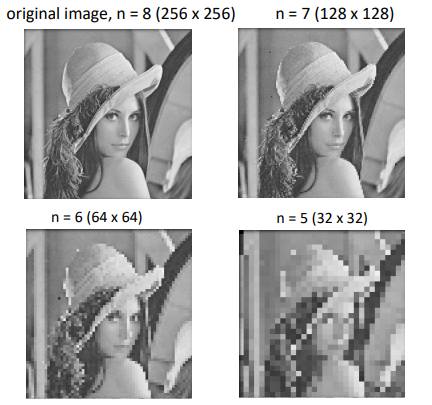 original image, n = 8 (256 x 256)
n = 7 (128 x 128)
n = 6 (64 x 64)
n = 5 (32 x 32)